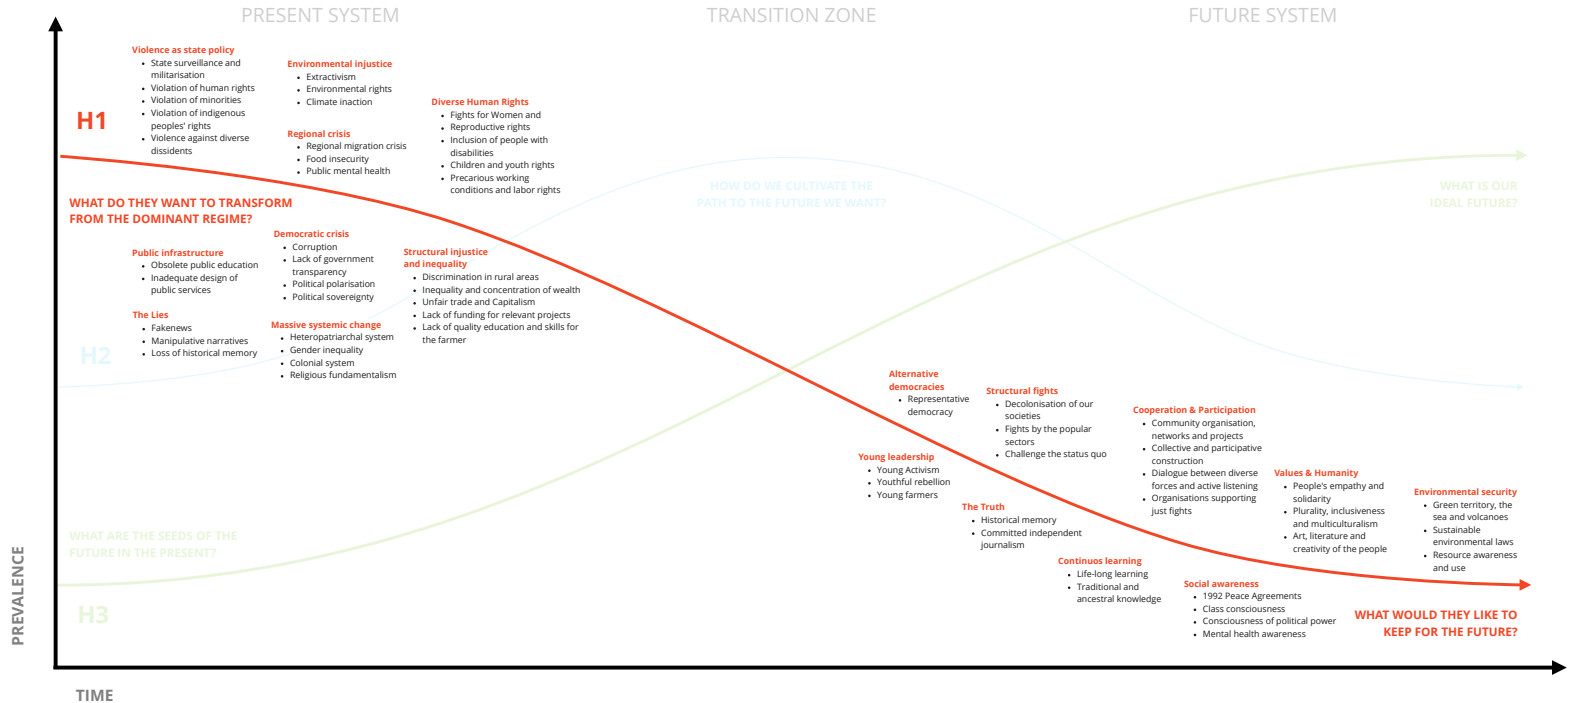 PRESENT SYSTEM
TRANSITION ZONE
FUTURE SYSTEM
H1
Violence as state policy
• State surveillance and
militarisation
• Violation of human rights
• Violation of minorities
• Violation of indigenous
peoples' rights
• Violence against diverse
dissidents
Environmental injustice
• Extractivism
• Environmental rights
• Climate inaction
Regional crisis
• Regional migration crisis
• Food insecurity
• Public mental health
Diverse Human Rights
• Fights for Women and
• Reproductive rights
• Inclusion of people with
disabilities
• Children and youth rights
• Precarious working
conditions and labor rights
WHAT DO THEY WANT TO TRANSFORM
FROM THE DOMINANT REGIME?
HOW DO WE CULTIVATE THE
PATH TO THE FUTURE WE WANT?
WHAT IS OUR
IDEAL FUTURE?
Public infrastructure
• Obsolete public education
• Inadequate design of
public services
The Lies
• Fakenews
• Manipulative narratives
• Loss of historical memory
Democratic crisis
• Corruption
• Lack of government
transparency
• Political polarisation
• Political sovereignty
Massive systemic change
• Heteropatriarchal system
• Gender inequality
• Colonial system
• Religious fundamentalism
Structural injustice
and inequality
• Discrimination in rural areas
• Inequality and concentration of wealth
• Unfair trade and Capitalism
• Lack of funding for relevant projects
• Lack of quality education and skills for
the farmer
H2
Alternative
democracies
• Representative
democracy
Structural fights
• Decolonisation of our
societies
• Fights by the popular
sectors
• Challenge the status quo
Cooperation & Participation
• Community organisation,
networks and projects
• Collective and participative
construction
• Dialogue between diverse
forces and active listening
• Organisations supporting
just fights
Young leadership
• Young Activism
• Youthful rebellion
• Young farmers
Values & Humanity
• People's empathy and
solidarity
• Plurality, inclusiveness
and multiculturalism
• Art, literature and
creativity of the people
Environmental security
• Green territory, the
sea and volcanoes
• Sustainable
environmental laws
• Resource awareness
and use
The Truth
• Historical memory
• Committed independent
journalism
Continuos learning
• Life-long learning
• Traditional and
ancestral knowledge
Social awareness
• 1992 Peace Agreements
• Class consciousness
• Consciousness of political power
• Mental health awareness
WHAT ARE THE SEEDS OF THE
FUTURE IN THE PRESENT?
H3
WHAT WOULD THEY LIKE TO
KEEP FOR THE FUTURE?
PREVALENCE
TIME